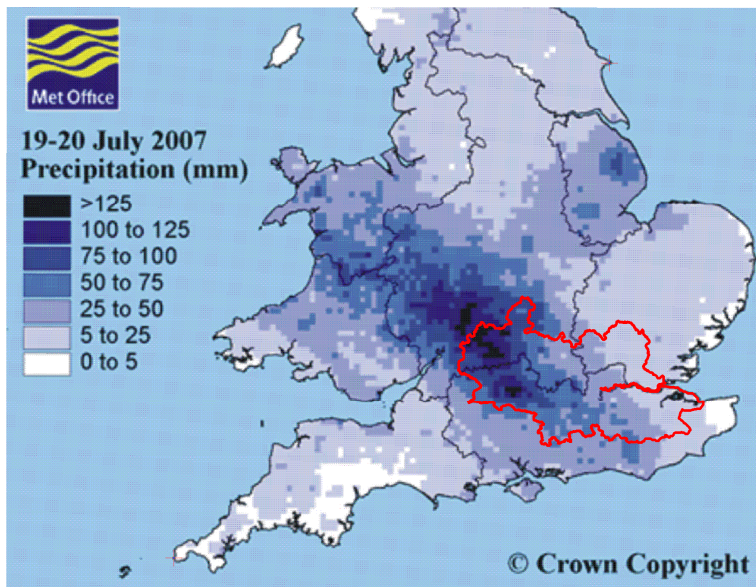 Met Office
19-20 July 2007
Precipitation (mm)
>125
100 to 125
75 to 100
50 to 75
25 to 50
5 to 25
0 to 5
© Crown Copyright